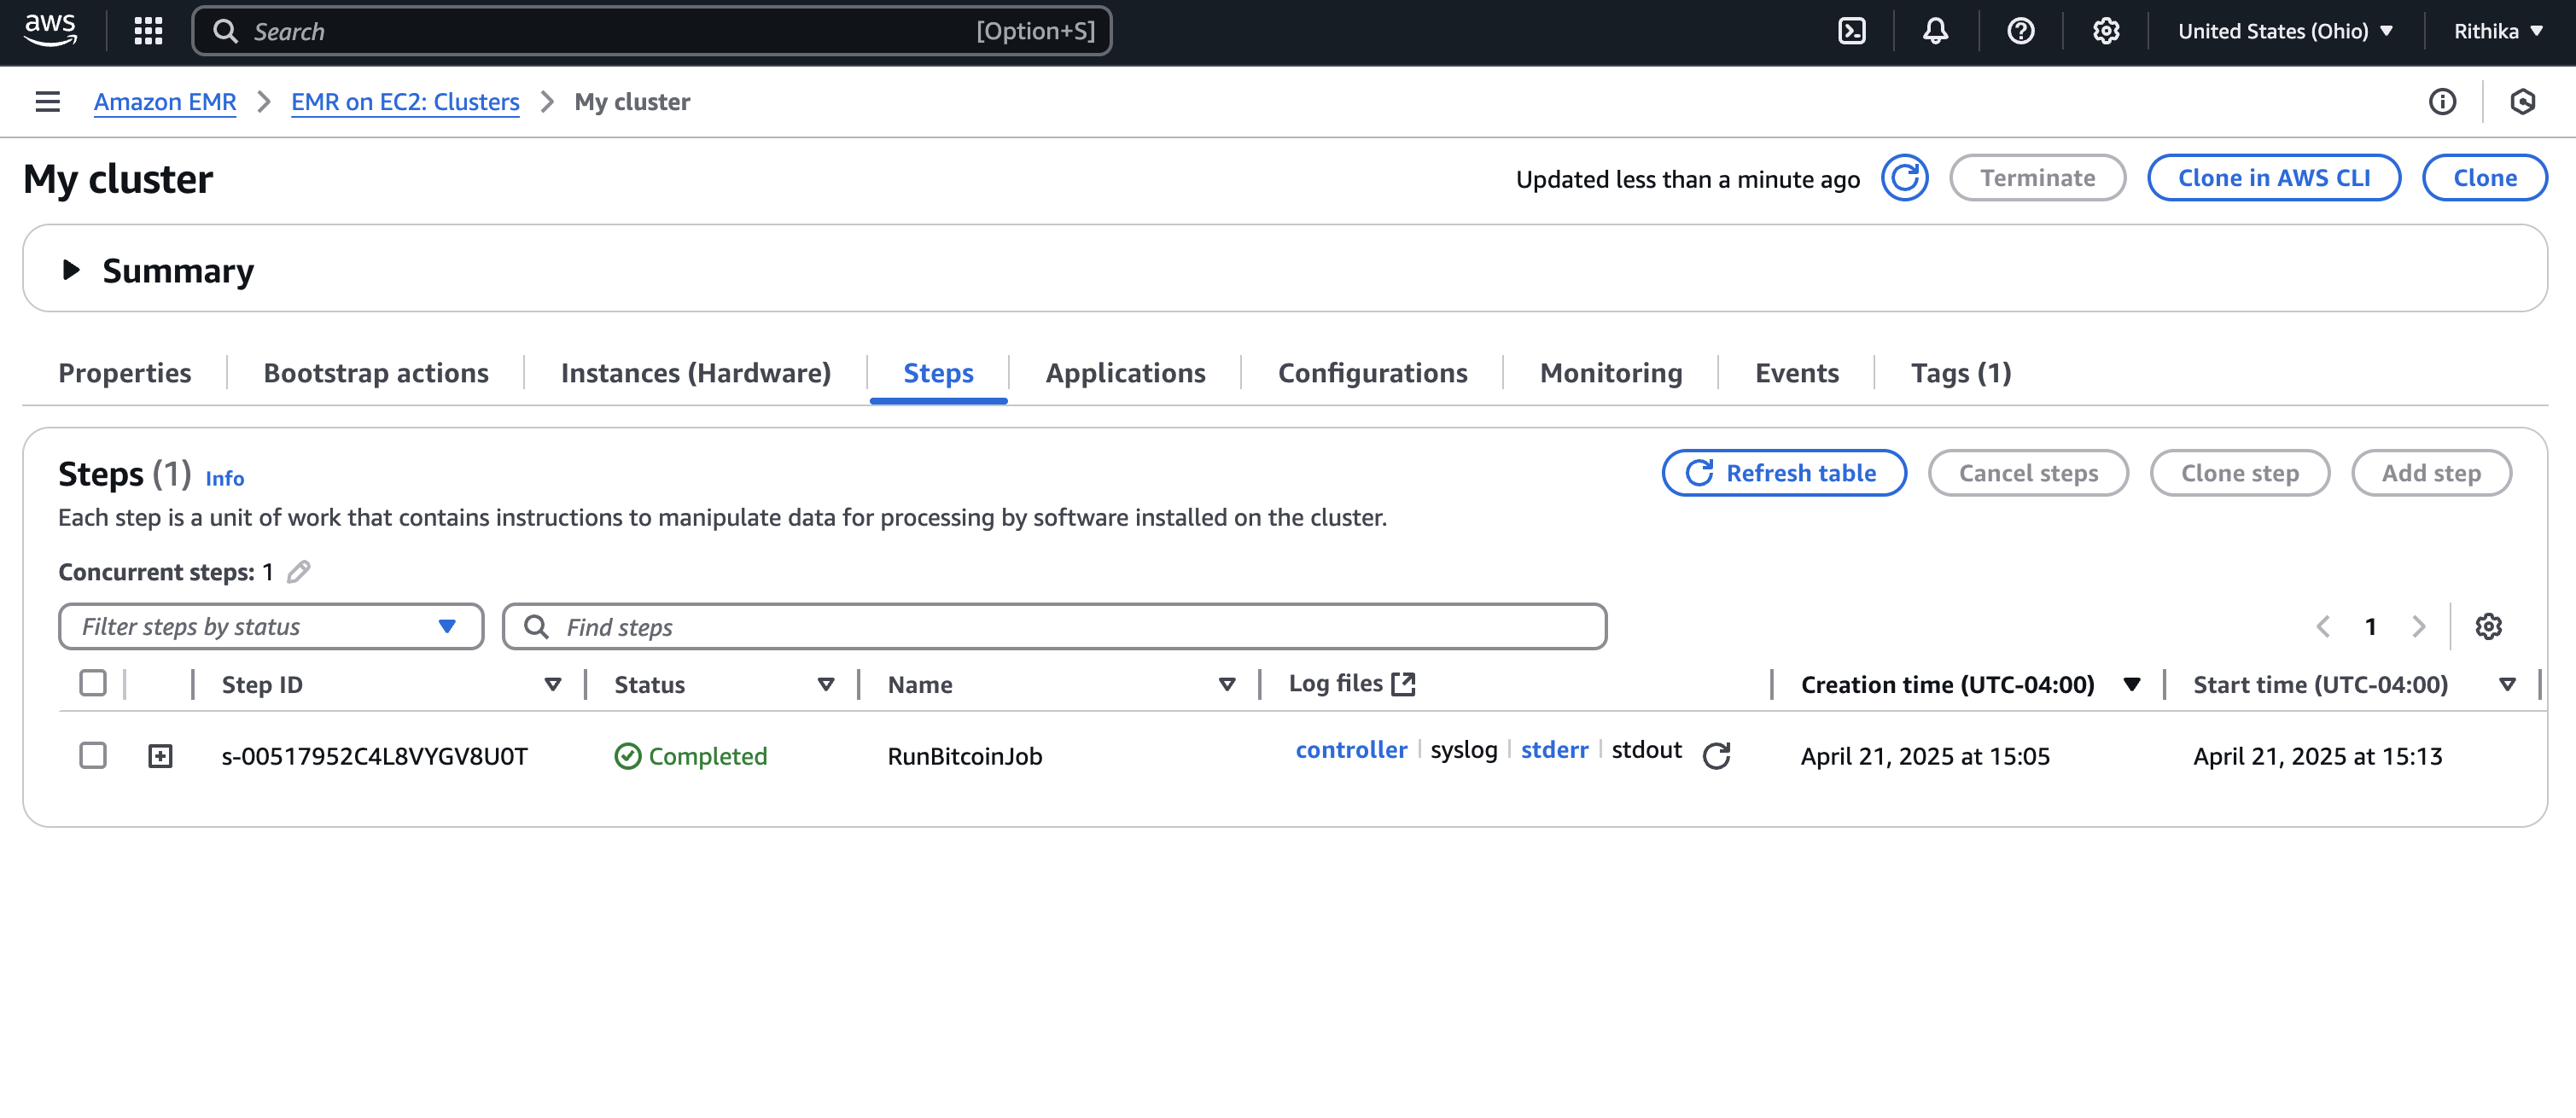 aws
Search [Option+S] United States (Ohio) Rithika
Amazon EMR EMR on EC2: Clusters My cluster
My cluster Updated less than a minute ago Terminate Clone in AWS CLI Clone
Summary
Properties Bootstrap actions Instances (Hardware) Steps Applications Configurations Monitoring Events Tags (1)
Steps (1) Info Refresh table Cancel steps Clone step Add step
Each step is a unit of work that contains instructions to manipulate data for processing by software installed on the cluster.
Concurrent steps: 1
Filter steps by status Find steps 1
Step ID Status Name Log files Creation time (UTC-04:00) Start time (UTC-04:00)
s-00517952C4L8VYGV8U0T Completed RunBitcoinJob controller syslog stderr stdout April 21, 2025 at 15:05 April 21, 2025 at 15:13